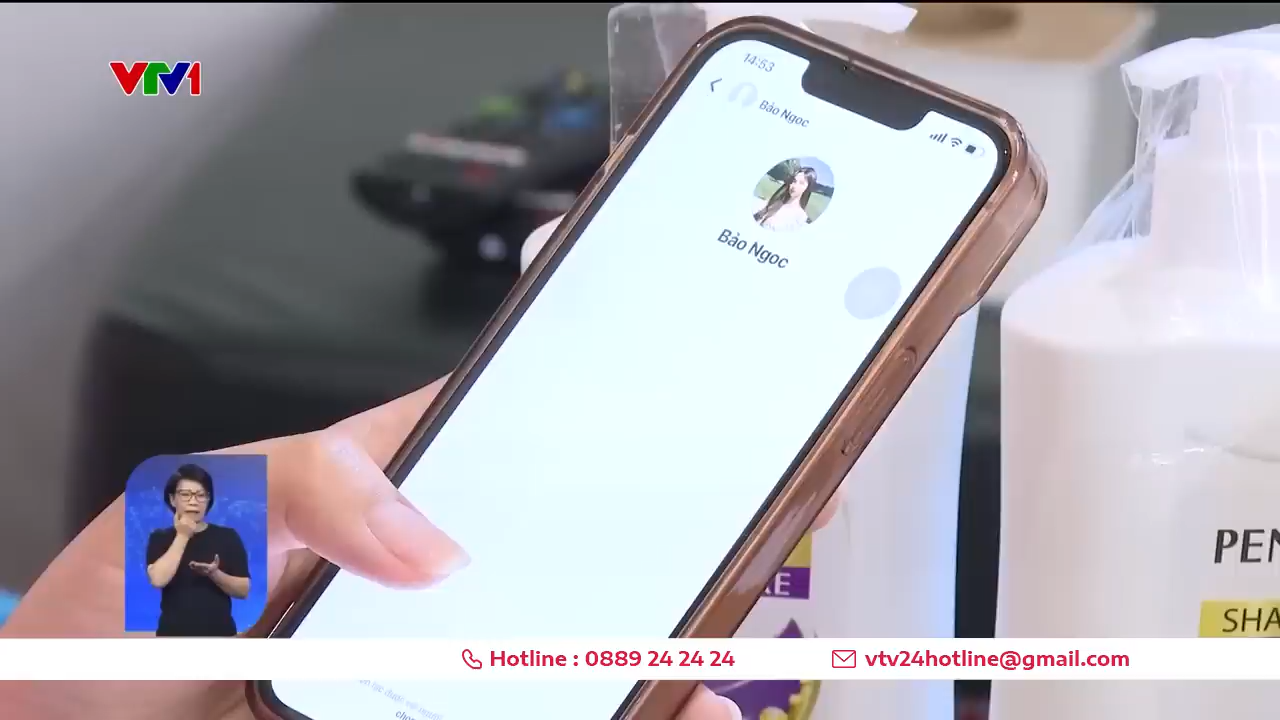 VTV1
14:53
Bảo Ngọc
Bảo Ngọc
PEN
SHA
Hotline : 0889 24 24 24
vtv24hotline@gmail.com